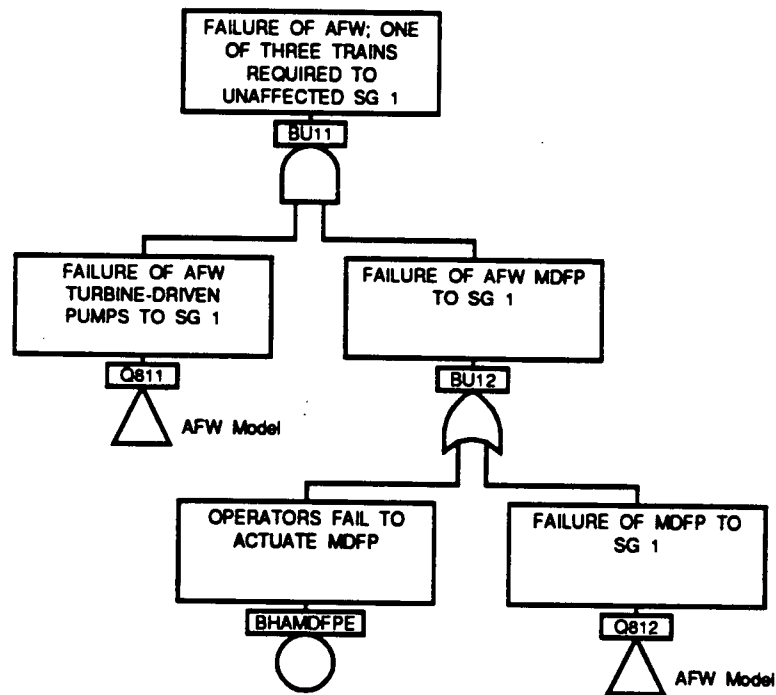 FAILURE OF AFW; ONE
OF THREE TRAINS
REQUIRED TO
UNAFFECTED SG 1
BU11
FAILURE OF AFW
TURBINE-DRIVEN
PUMPS TO SG 1
Q811
AFW Model
FAILURE OF AFW MDFP
TO SG 1
BU12
OPERATORS FAIL TO
ACTUATE MDFP
BHAMDFPE
FAILURE OF MDFP TO
SG 1
Q812
AFW Model